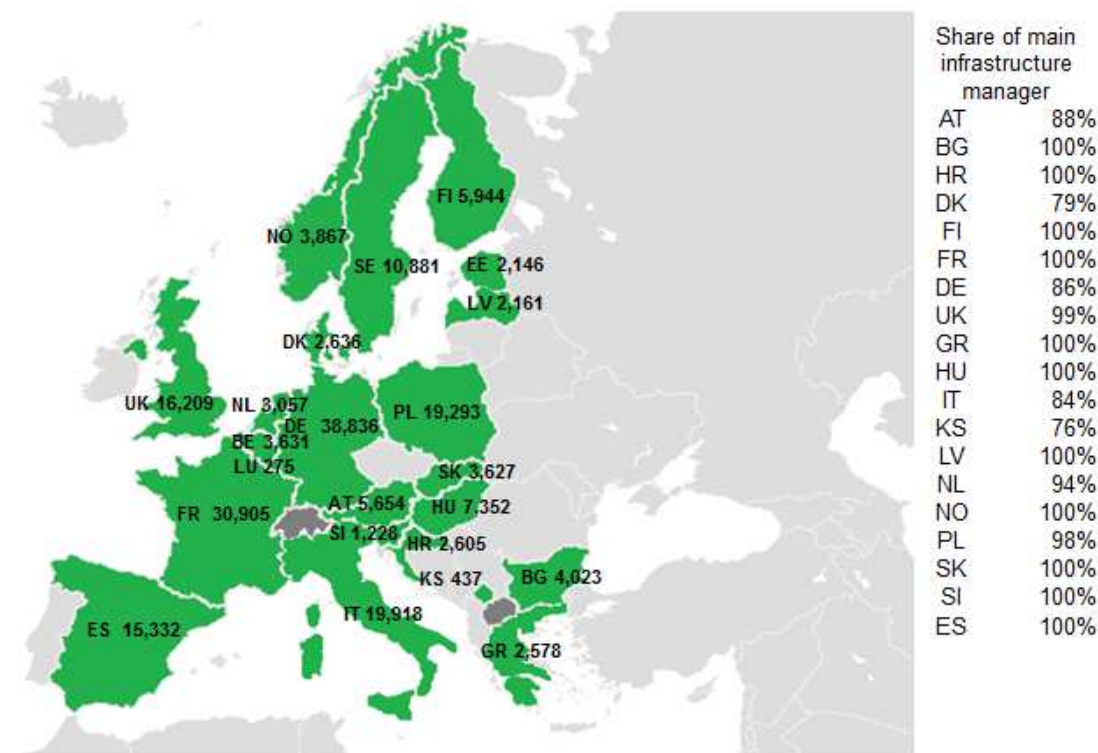 Share of main
infrastructure
manager
AT 88%
BG 100%
HR 100%
DK 79%
FI 100%
FR 100%
DE 86%
UK 99%
GR 100%
HU 100%
IT 84%
KS 76%
LV 100%
NL 94%
NO 100%
PL 98%
SK 100%
SI 100%
ES 100%
FI 5,944
NO 3,867
SE 10,881
EE 2,146
LV 2,161
DK 2,636
UK 16,209
NL 3,057
DE 38,836
PL 19,293
BE 3,631
LU 275
SK 3,627
AT 5,654
HU 7,352
FR 30,905
SI 1,228
HR 2,605
KS 437
BG 4,023
IT 19,918
ES 15,332
GR 2,578